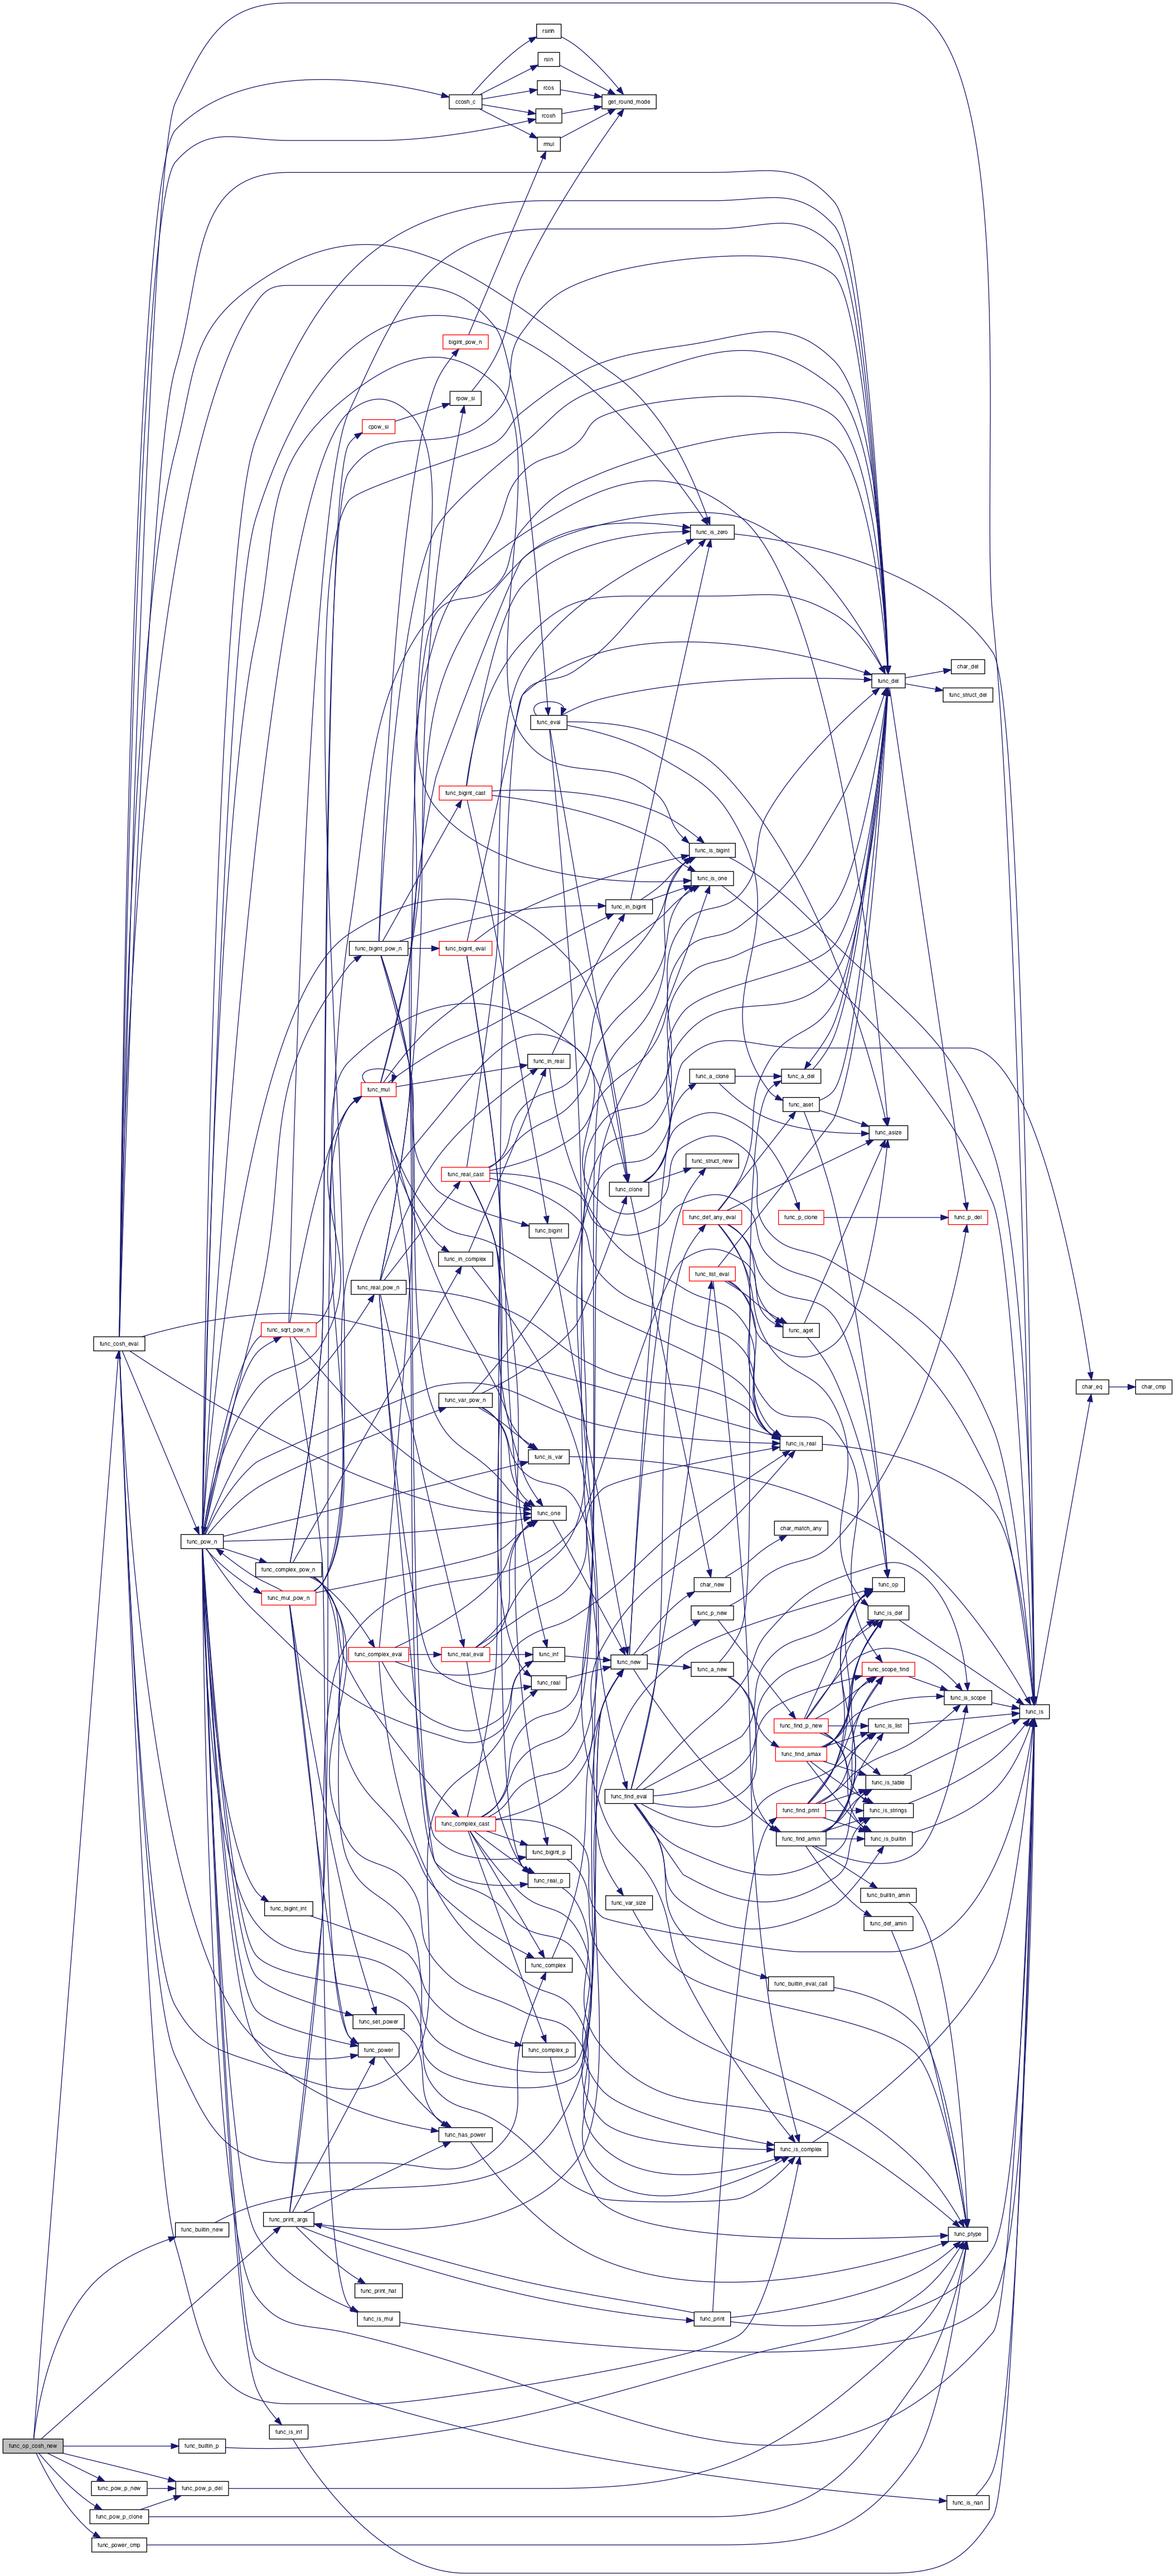 rsinh
rsin
rcos
ccosh_c
get_round_mode
rcosh
rmul
bigint_pow_n
rpow_si
cpow_si
func_is_zero
char_del
func_del
func_struct_del
func_eval
func_bigint_cast
func_is_bigint
func_is_one
func_in_bigint
func_bigint_pow_n
func_bigint_eval
func_in_real
func_a_clone
func_a_del
func_mul
func_aset
func_asize
func_struct_new
func_real_cast
func_clone
func_def_any_eval
func_p_clone
func_p_del
func_bigint
func_in_complex
func_list_eval
func_real_pow_n
func_sqrt_pow_n
func_aget
func_cosh_eval
char_eq
char_cmp
func_var_pow_n
func_is_real
func_is_var
func_one
char_match_any
func_pow_n
func_complex_pow_n
char_new
func_op
func_mul_pow_n
func_p_new
func_is_def
func_complex_eval
func_real_eval
func_inf
func_new
func_a_new
func_scope_find
func_real
func_is_scope
func_is
func_find_p_new
func_is_list
func_find_amax
func_is_table
func_find_eval
func_find_print
func_is_strings
func_complex_cast
func_find_amin
func_is_builtin
func_bigint_p
func_real_p
func_builtin_amin
func_var_size
func_bigint_int
func_def_amin
func_complex
func_builtin_eval_call
func_set_power
func_power
func_complex_p
func_has_power
func_is_complex
func_print_args
func_builtin_new
func_ptype
func_print_hat
func_is_mul
func_print
func_is_inf
func_op_cosh_new
func_builtin_p
func_pow_p_new
func_pow_p_del
func_is_nan
func_pow_p_clone
func_power_cmp